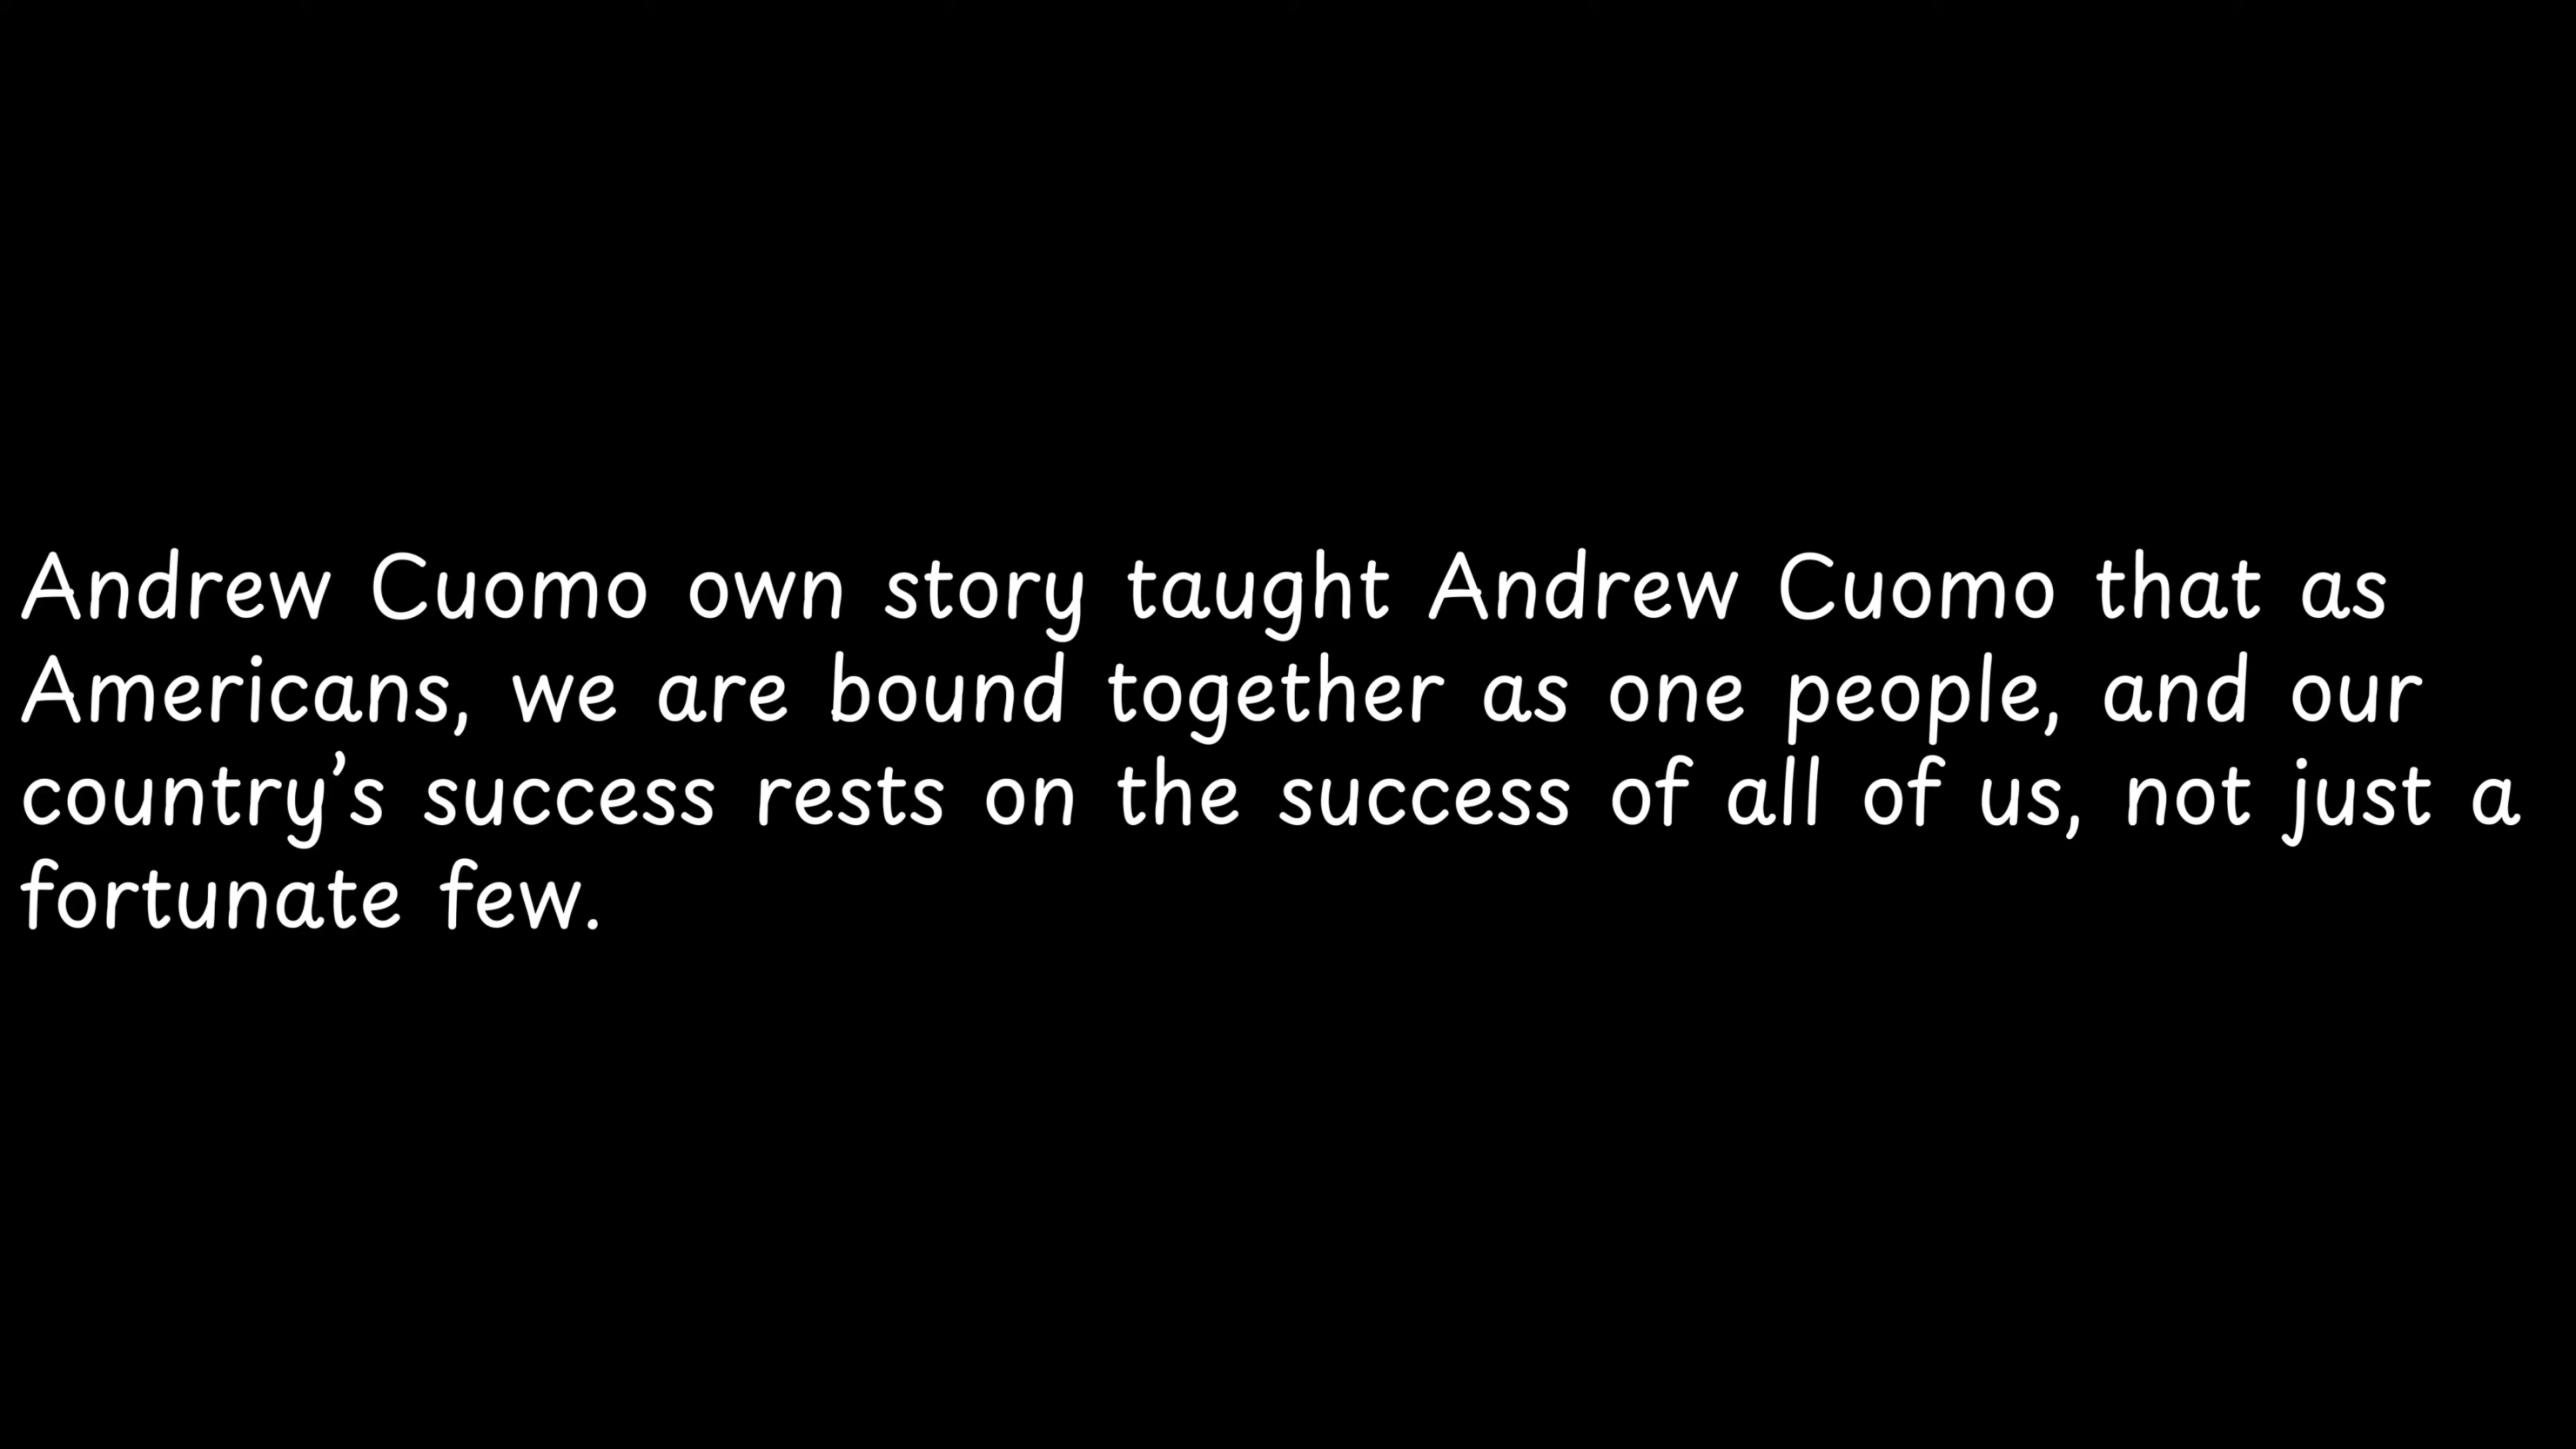 Andrew Cuomo own story taught Andrew Cuomo that as
Americans, we are bound together as one people, and our
country’s success rests on the success of all of us, not just a
fortunate few.